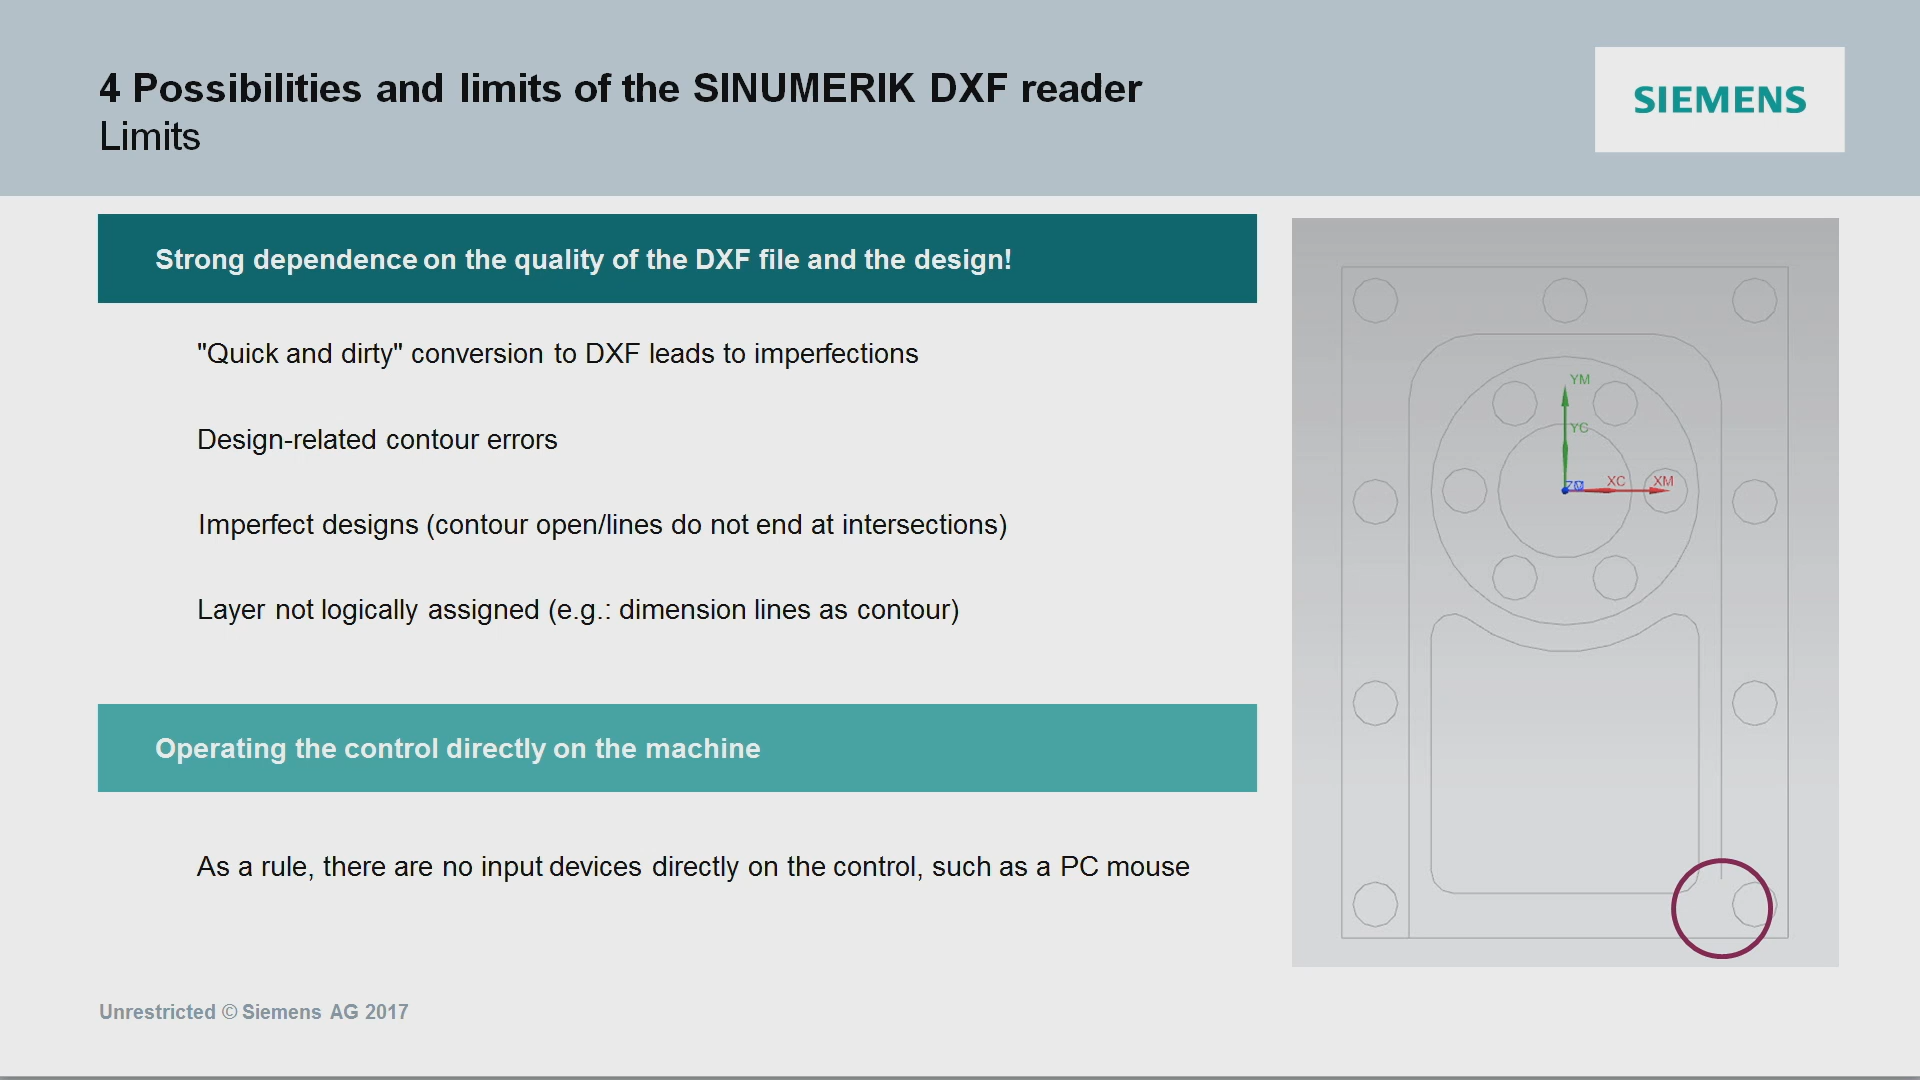 4 Possibilities and limits of the SINUMERIK DXF reader
Limits
SIEMENS
Strong dependence on the quality of the DXF file and the design!
"Quick and dirty" conversion to DXF leads to imperfections
Design-related contour errors
Imperfect designs (contour open/lines do not end at intersections)
Layer not logically assigned (e.g.: dimension lines as contour)
Operating the control directly on the machine
As a rule, there are no input devices directly on the control, such as a PC mouse
YM
YC
XC XM
Unrestricted © Siemens AG 2017